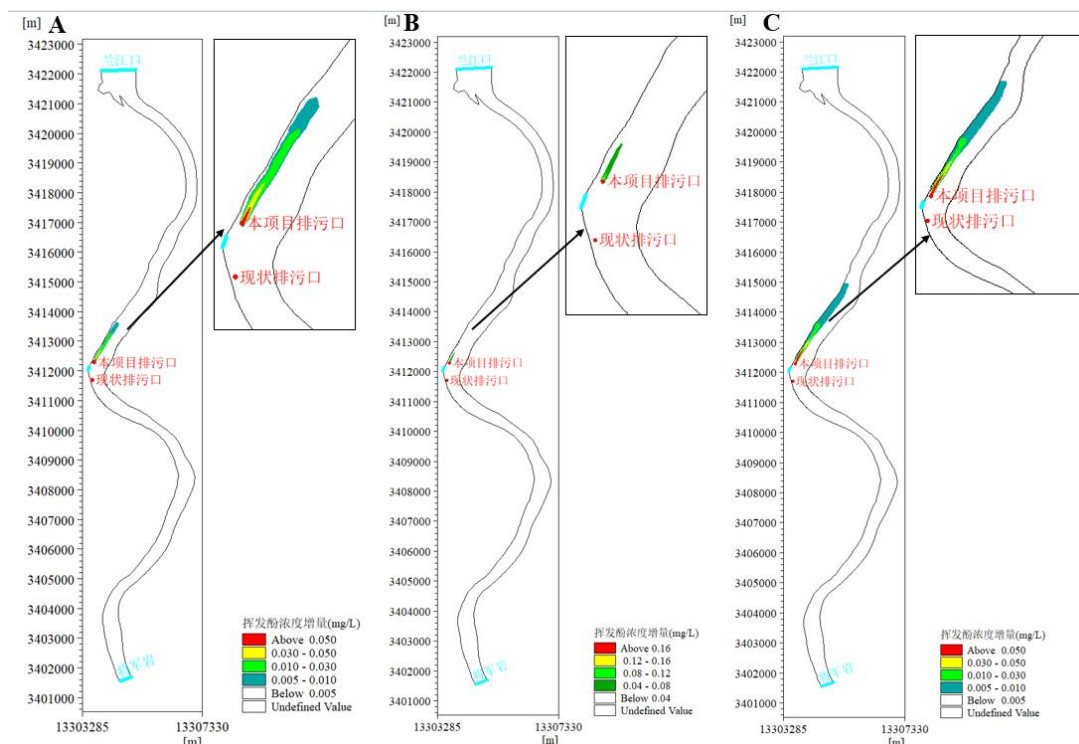 [m]
A
3423000
3422000
3421000
3420000
3419000
3418000
3417000
3416000
3415000
3414000
3413000
3412000
3411000
3410000
3409000
3408000
3407000
3406000
3405000
3404000
3403000
3402000
3401000
兰江口
本项目排污口
现状排污口
本项目排污口
现状排污口
将军岩
挥发酚浓度增量(mg/L)
Above 0.050
0.030 - 0.050
0.010 - 0.030
0.005 - 0.010
Below 0.005
Undefined Value
13303285
13307330
[m]
[m]
B
3423000
3422000
3421000
3420000
3419000
3418000
3417000
3416000
3415000
3414000
3413000
3412000
3411000
3410000
3409000
3408000
3407000
3406000
3405000
3404000
3403000
3402000
3401000
兰江口
本项目排污口
现状排污口
本项目排污口
现状排污口
将军岩
挥发酚浓度增量(mg/L)
Above 0.16
0.12 - 0.16
0.08 - 0.12
0.04 - 0.08
Below 0.04
Undefined Value
13303285
13307330
[m]
[m]
C
3423000
3422000
3421000
3420000
3419000
3418000
3417000
3416000
3415000
3414000
3413000
3412000
3411000
3410000
3409000
3408000
3407000
3406000
3405000
3404000
3403000
3402000
3401000
兰江口
本项目排污口
现状排污口
本项目排污口
现状排污口
将军岩
挥发酚浓度增量(mg/L)
Above 0.050
0.030 - 0.050
0.010 - 0.030
0.005 - 0.010
Below 0.005
Undefined Value
13303285
13307330
[m]